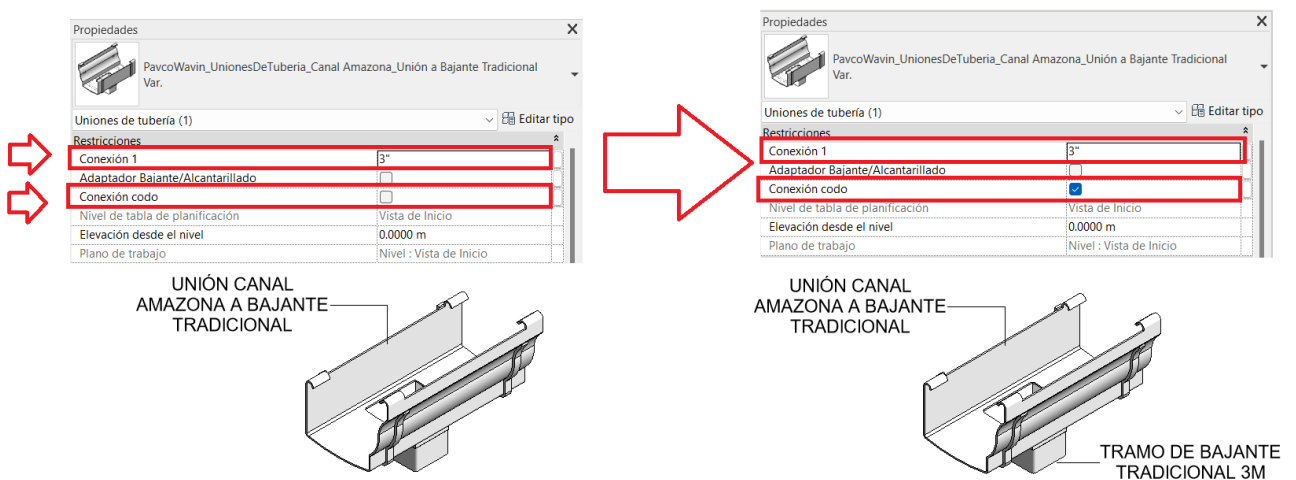 Propiedades
PavcoWavin_UnionesDeTuberia_Canal Amazona_Unión a Bajante Tradicional
Var.
Uniones de tubería (1)
Editar tipo
Restricciones
Conexión 1
3"
Adaptador Bajante/Alcantarillado
Conexión codo
Nivel de tabla de planificación
Vista de Inicio
Elevación desde el nivel
0.0000 m
Plano de trabajo
Nivel : Vista de Inicio
UNIÓN CANAL
AMAZONA A BAJANTE
TRADICIONAL
Propiedades
PavcoWavin_UnionesDeTuberia_Canal Amazona_Unión a Bajante Tradicional
Var.
Uniones de tubería (1)
Editar tipo
Restricciones
Conexión 1
3"
Adaptador Bajante/Alcantarillado
Conexión codo
Nivel de tabla de planificación
Vista de Inicio
Elevación desde el nivel
0.0000 m
Plano de trabajo
Nivel : Vista de Inicio
UNIÓN CANAL
AMAZONA A BAJANTE
TRADICIONAL
TRAMO DE BAJANTE
TRADICIONAL 3M